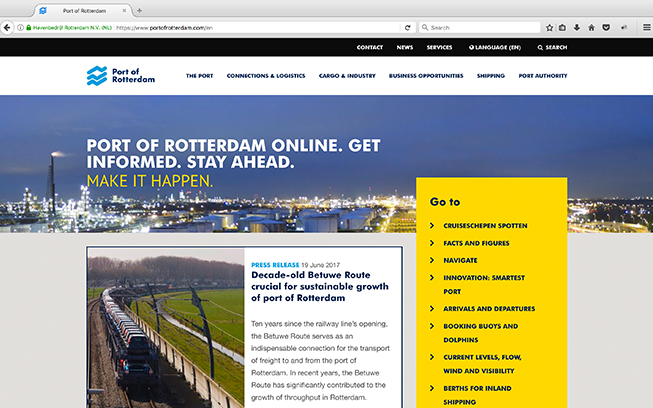 Port of Rotterdam
Havenbedrijf Rotterdam N.V. (NL) https://www.portofrotterdam.com/en
Search
CONTACT NEWS SERVICES LANGUAGE (EN) SEARCH
Port of
Rotterdam
THE PORT CONNECTIONS & LOGISTICS CARGO & INDUSTRY BUSINESS OPPORTUNITIES SHIPPING PORT AUTHORITY
PORT OF ROTTERDAM ONLINE. GET
INFORMED. STAY AHEAD.
MAKE IT HAPPEN.
PRESS RELEASE 19 June 2017
Decade-old Betuwe Route
crucial for sustainable growth
of port of Rotterdam
Ten years since the railway line's opening,
the Betuwe Route serves as an
indispensable connection for the transport
of freight to and from the port of
Rotterdam. In recent years, the Betuwe
Route has significantly contributed to the
growth of throughput in Rotterdam.
Go to
CRUISESCHEPEN SPOTTEN
FACTS AND FIGURES
NAVIGATE
INNOVATION: SMARTEST
PORT
ARRIVALS AND DEPARTURES
BOOKING BUOYS AND
DOLPHINS
CURRENT LEVELS, FLOW,
WIND AND VISIBILITY
BERTHS FOR INLAND
SHIPPING